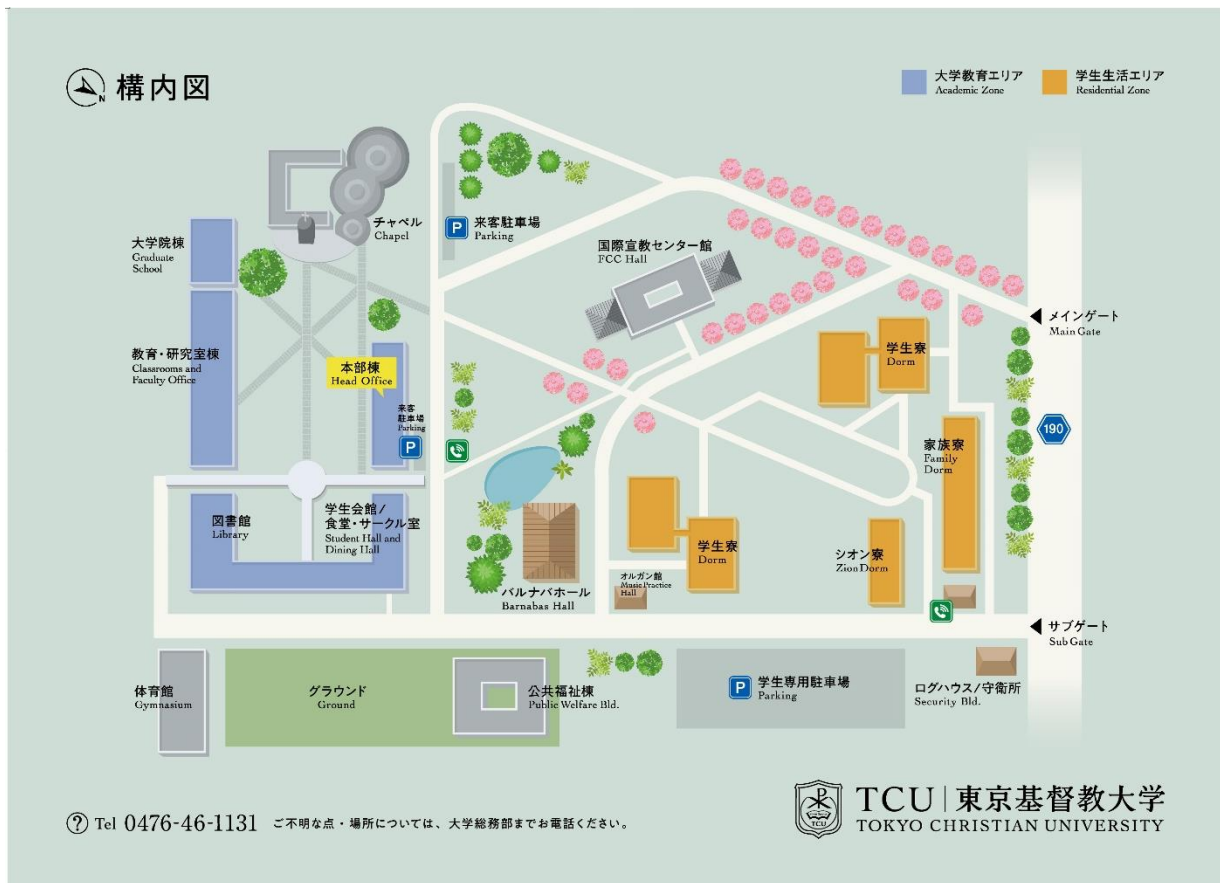 N
構内図
大学教育エリア
Academic Zone
学生生活エリア
Residential Zone
チャペル
Chapel
P
来客駐車場
Parking
大学院棟
Graduate
School
国際宣教センター館
FCC Hall
メインゲート
Main Gate
教育・研究室棟
Classrooms and
Faculty Office
本部棟
Head Office
学生寮
Dorm
来客
駐車場
Parking
P
190
家族寮
Family
Dorm
図書館
Library
学生会館/
食堂・サークル室
Student Hall and
Dining Hall
学生寮
Dorm
シオン寮
Zion Dorm
オルガン館
Music Practice
Hall
バルナバホール
Barnabas Hall
サブゲート
Sub Gate
体育館
Gymnasium
グラウンド
Ground
公共福祉棟
Public Welfare Bld.
P
学生専用駐車場
Parking
ログハウス/守衛所
Security Bld.
? Tel 0476-46-1131 ご不明な点・場所については、大学総務部までお電話ください。
TCU
TCU|東京基督教大学
TOKYO CHRISTIAN UNIVERSITY